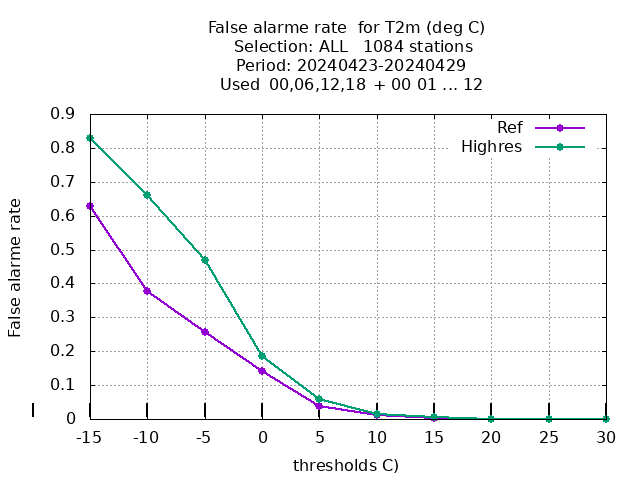 False alarme rate  for T2m (deg C)
Selection: ALL   1084 stations
Period: 20240423-20240429
Used  00,06,12,18  + 00 01 ... 12
Ref
Highres
False alarme rate
0.9
0.8
0.7
0.6
0.5
0.4
0.3
0.2
0.1
0
-15 -10 -5 0 5 10 15 20 25 30
thresholds C)